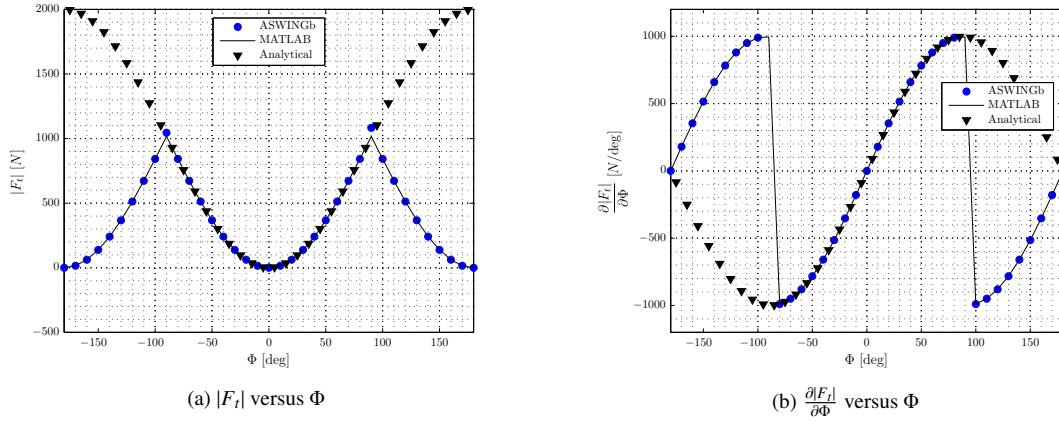 2000
1500
1000
500
0
−500
|F_t| [N]
−150 −100 −50 0 50 100 150
Φ [deg]
ASWINGb
MATLAB
Analytical
(a) |F_t| versus Φ
1000
500
0
−500
−1000
∂|F_t|/∂Φ [N/deg]
−150 −100 −50 0 50 100 150
Φ [deg]
ASWINGb
MATLAB
Analytical
(b) ∂|F_t|/∂Φ versus Φ